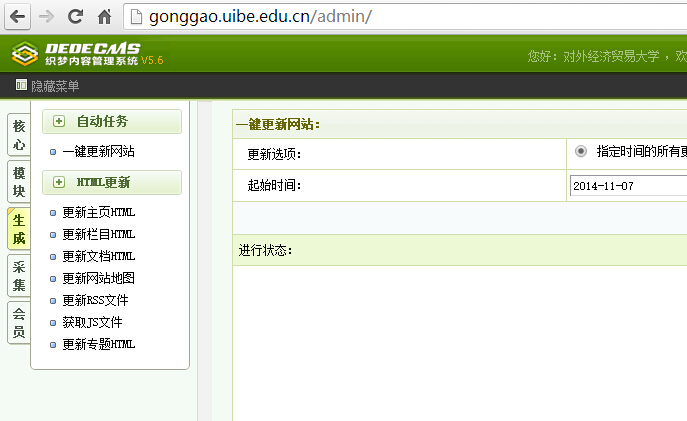 gonggao.uibe.edu.cn/admin/
DEDECMS
织梦内容管理系统 V5.6
您好：对外经济贸易大学 ，欢
隐藏菜单
核心
模块
生成
采集
会员
自动任务
一键更新网站
HTML更新
更新主页HTML
更新栏目HTML
更新文档HTML
更新网站地图
更新RSS文件
获取JS文件
更新专题HTML
一键更新网站：
更新选项： 指定时间的所有更
起始时间： 2014-11-07
进行状态：